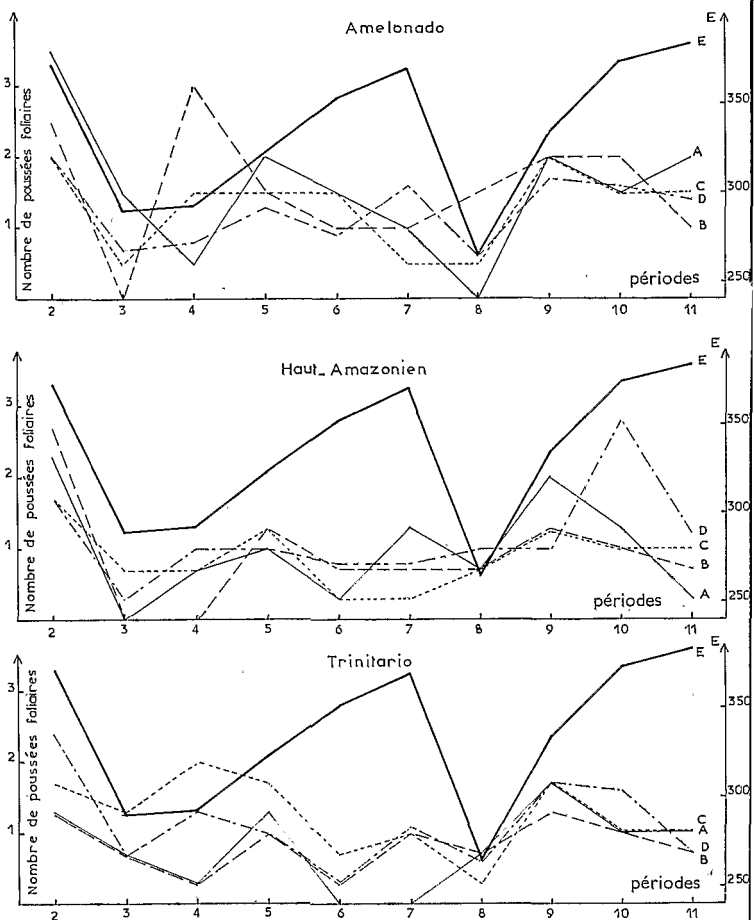 Amelonado
E
Nombre de poussées foliaires
3
2
1
350
300
250
E
A
C
D
B
périodes
2 3 4 5 6 7 8 9 10 11
Haut_Amazonien
E
Nombre de poussées foliaires
3
2
1
350
300
250
E
D
C
B
A
périodes
2 3 4 5 6 7 8 9 10 11
Trinitario
E
Nombre de poussées foliaires
3
2
1
350
300
250
E
C
A
D
B
périodes
2 3 4 5 6 7 8 9 10 11